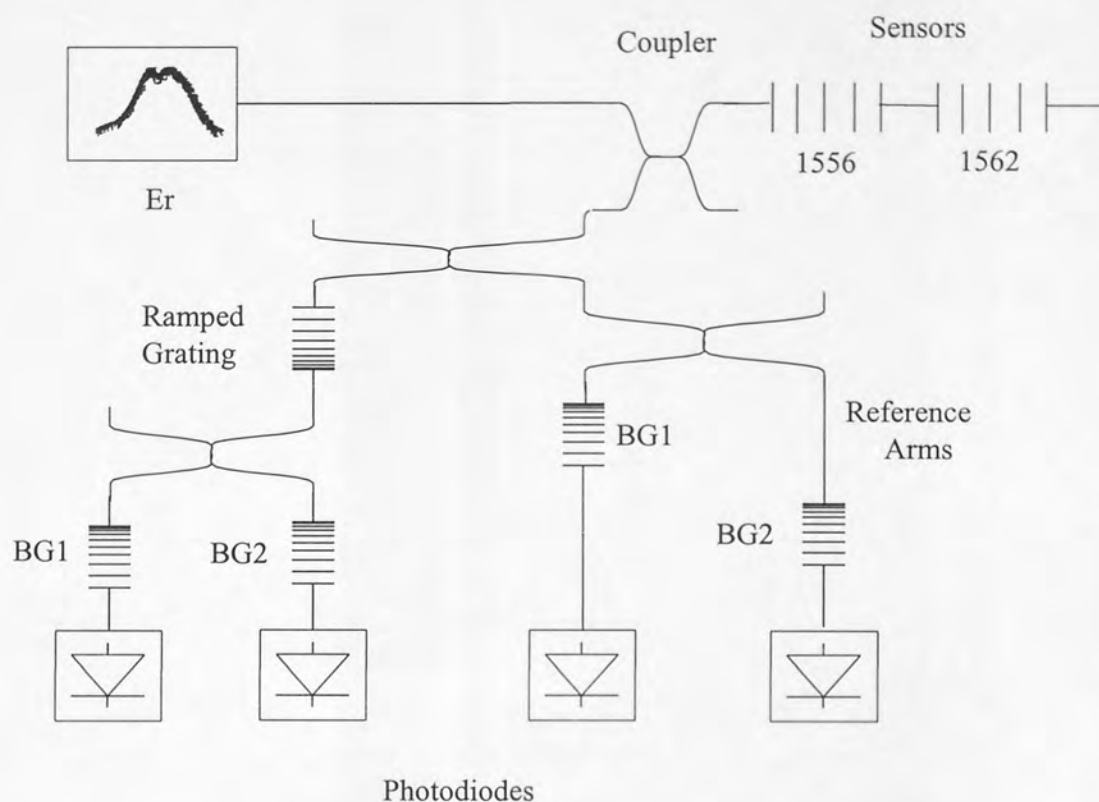 Coupler
Sensors
1556
1562
Er
Ramped
Grating
BG1
Reference
Arms
BG1
BG2
BG2
Photodiodes